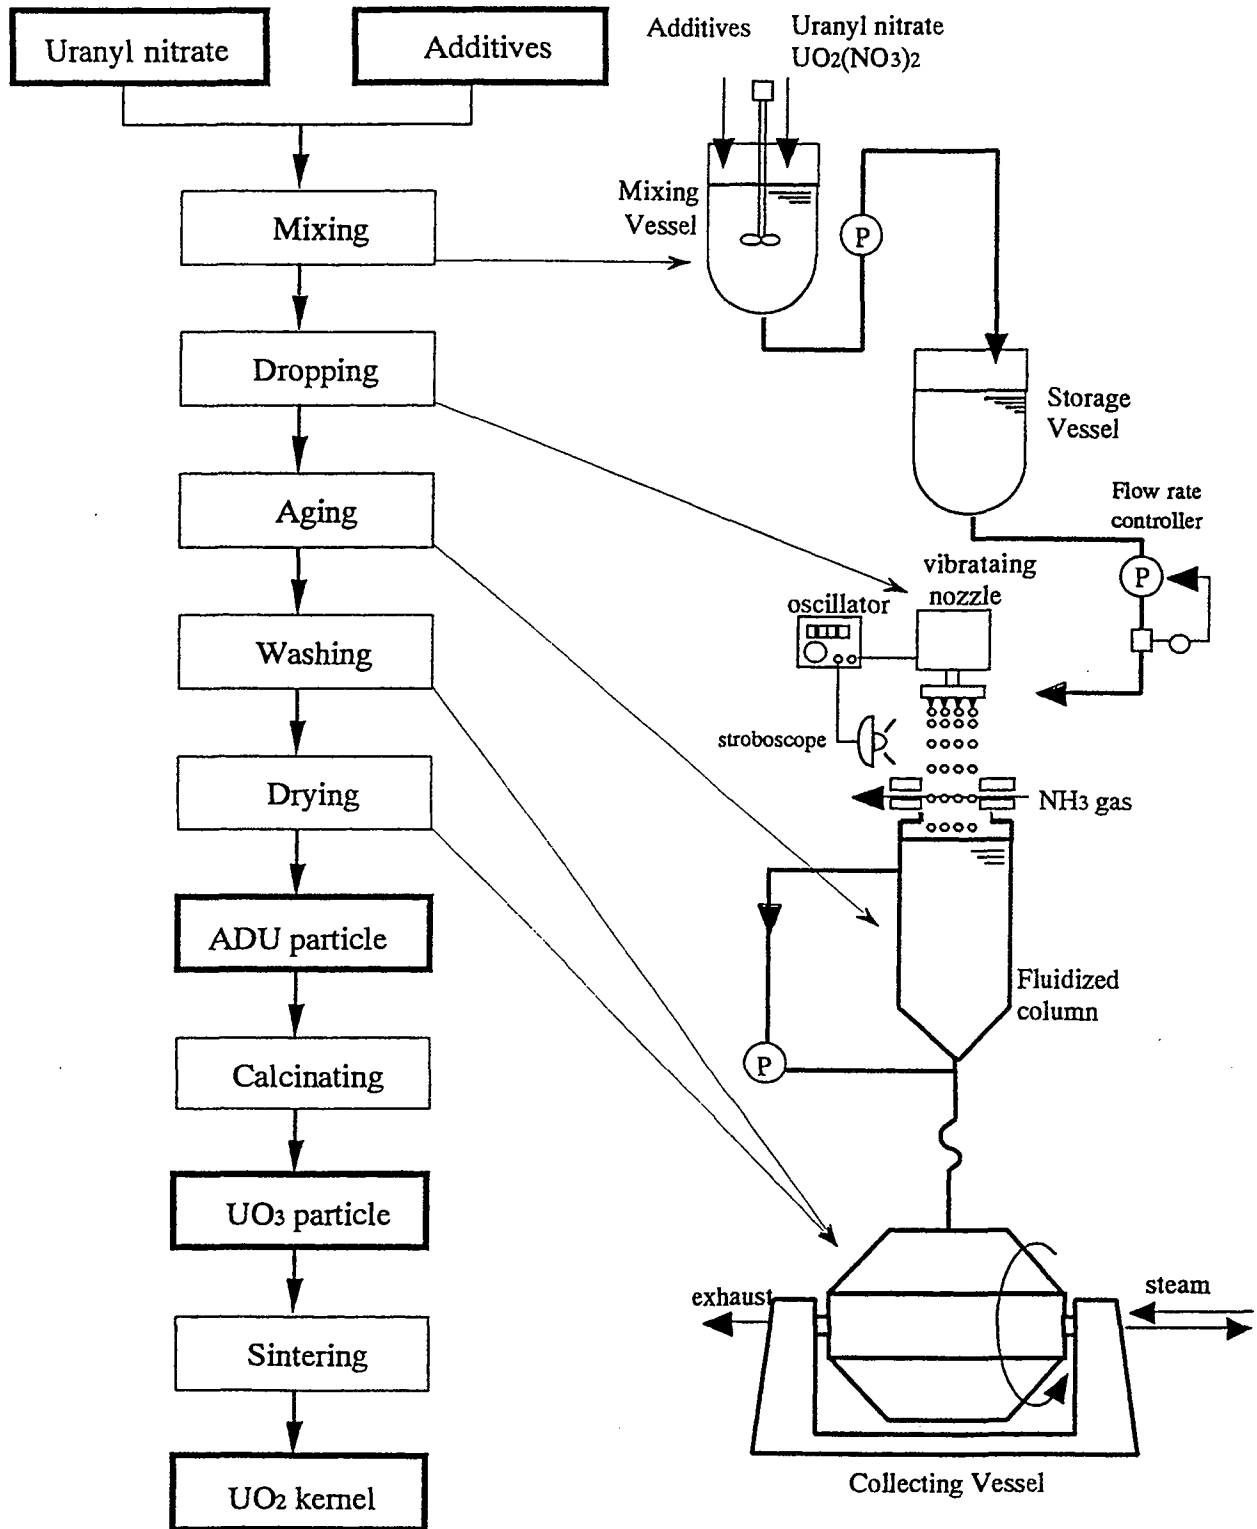 Uranyl nitrate
Additives
Mixing
Dropping
Aging
Washing
Drying
ADU particle
Calcinating
UO3 particle
Sintering
UO2 kernel
Additives
Uranyl nitrate
UO2(NO3)2
Mixing
Vessel
P
Storage
Vessel
Flow rate
controller
P
vibrataing
nozzle
oscillator
stroboscope
NH3 gas
Fluidized
column
P
exhaust
steam
Collecting Vessel